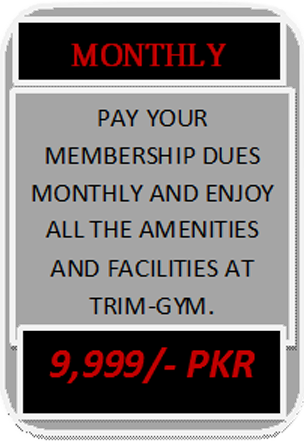 MONTHLY
PAY YOUR
MEMBERSHIP DUES
MONTHLY AND ENJOY
ALL THE AMENITIES
AND FACILITIES AT
TRIM-GYM.
9,999/- PKR